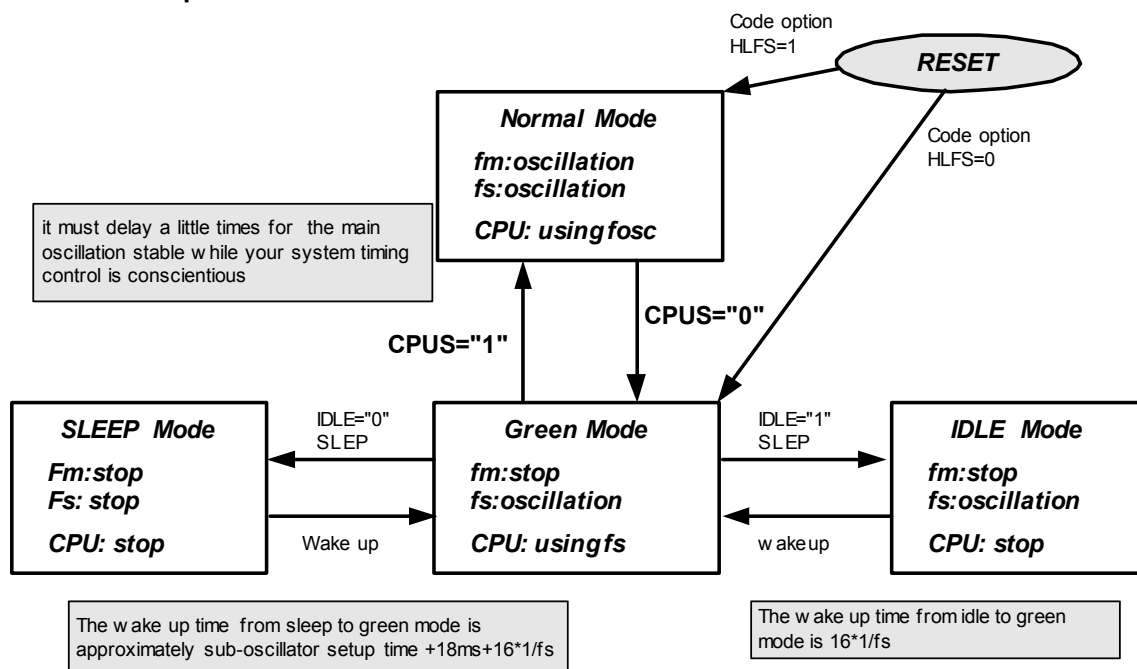 Code option
HLFS=1
RESET
Normal Mode
fm:oscillation
fs:oscillation
CPU: using fosc
Code option
HLFS=0
it must delay a little times for the main
oscillation stable while your system timing
control is conscientious
CPUS="1"
CPUS="0"
SLEEP Mode
Fm:stop
Fs: stop
CPU: stop
IDLE="0"
SLEP
Wake up
Green Mode
fm:stop
fs:oscillation
CPU: using fs
IDLE="1"
SLEP
wakeup
IDLE Mode
fm:stop
fs:oscillation
CPU: stop
The wake up time from sleep to green mode is
approximately sub-oscillator setup time +18ms+16*1/fs
The wake up time from idle to green
mode is 16*1/fs